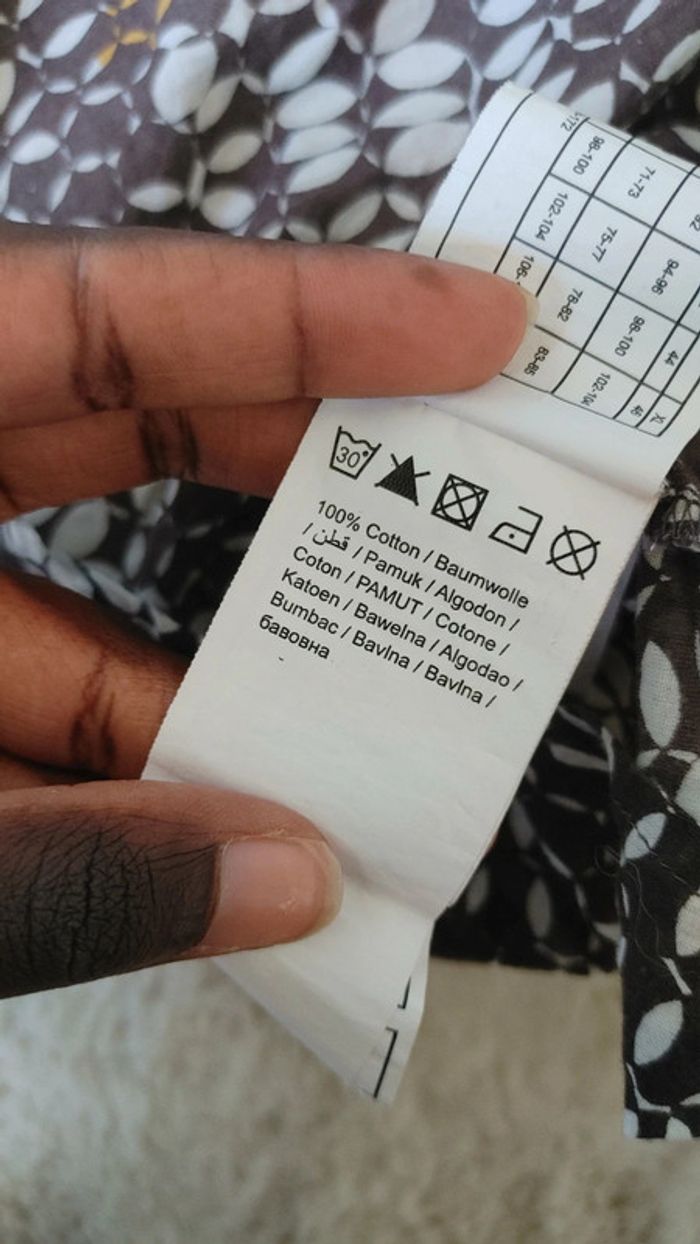 -172
98-100
102-104
106-
71-73
75-77
78-82
83-85
94-96
98-100
102-104
44
46
XL
30°
100% Cotton / Baumwolle
/ قطن / Pamuk / Algodon /
Coton / PAMUT / Cotone /
Katoen / Bawelna / Algodao /
Bumbac / Bavlna / Bavlna /
бавовна